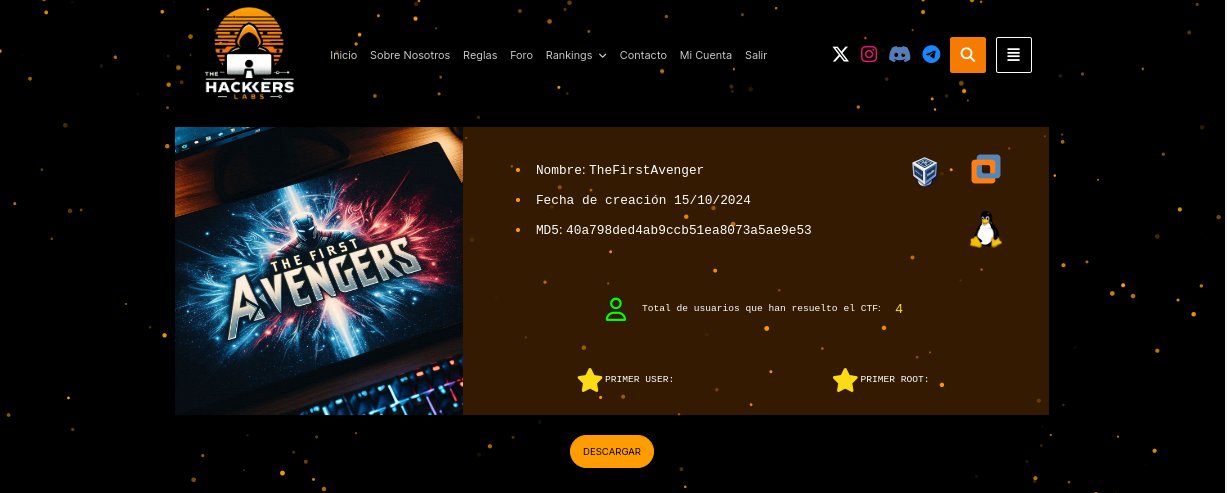 THE
HACKKERS
LABS
Inicio Sobre Nosotros Reglas Foro Rankings Contacto Mi Cuenta Salir
THE FIRST
AVENGERS
Nombre: TheFirstAvenger
Fecha de creación 15/10/2024
MD5: 40a798ded4ab9ccb51ea8073a5ae9e53
Total de usuarios que han resuelto el CTF: 4
PRIMER USER: PRIMER ROOT:
DESCARGAR